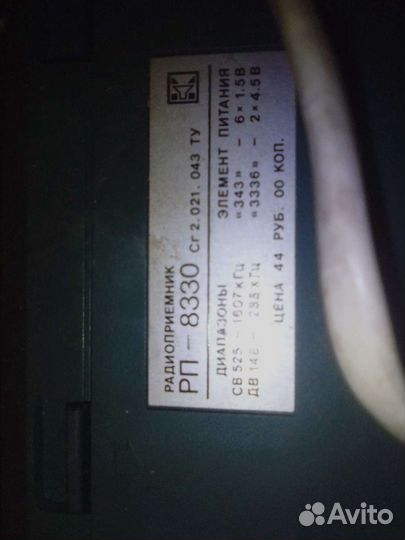 РАДИОПРИЕМНИК
РП-8330 Сг2.021.043 ТУ
ДИАПАЗОНЫ ЭЛЕМЕНТ ПИТАНИЯ
СВ 525 - 1607 кГц «343» - 6×1.5В
ДВ 148 - 285 кГц «3336» - 2×4.5В
ЦЕНА 44 РУБ. 00 КОП.
Avito